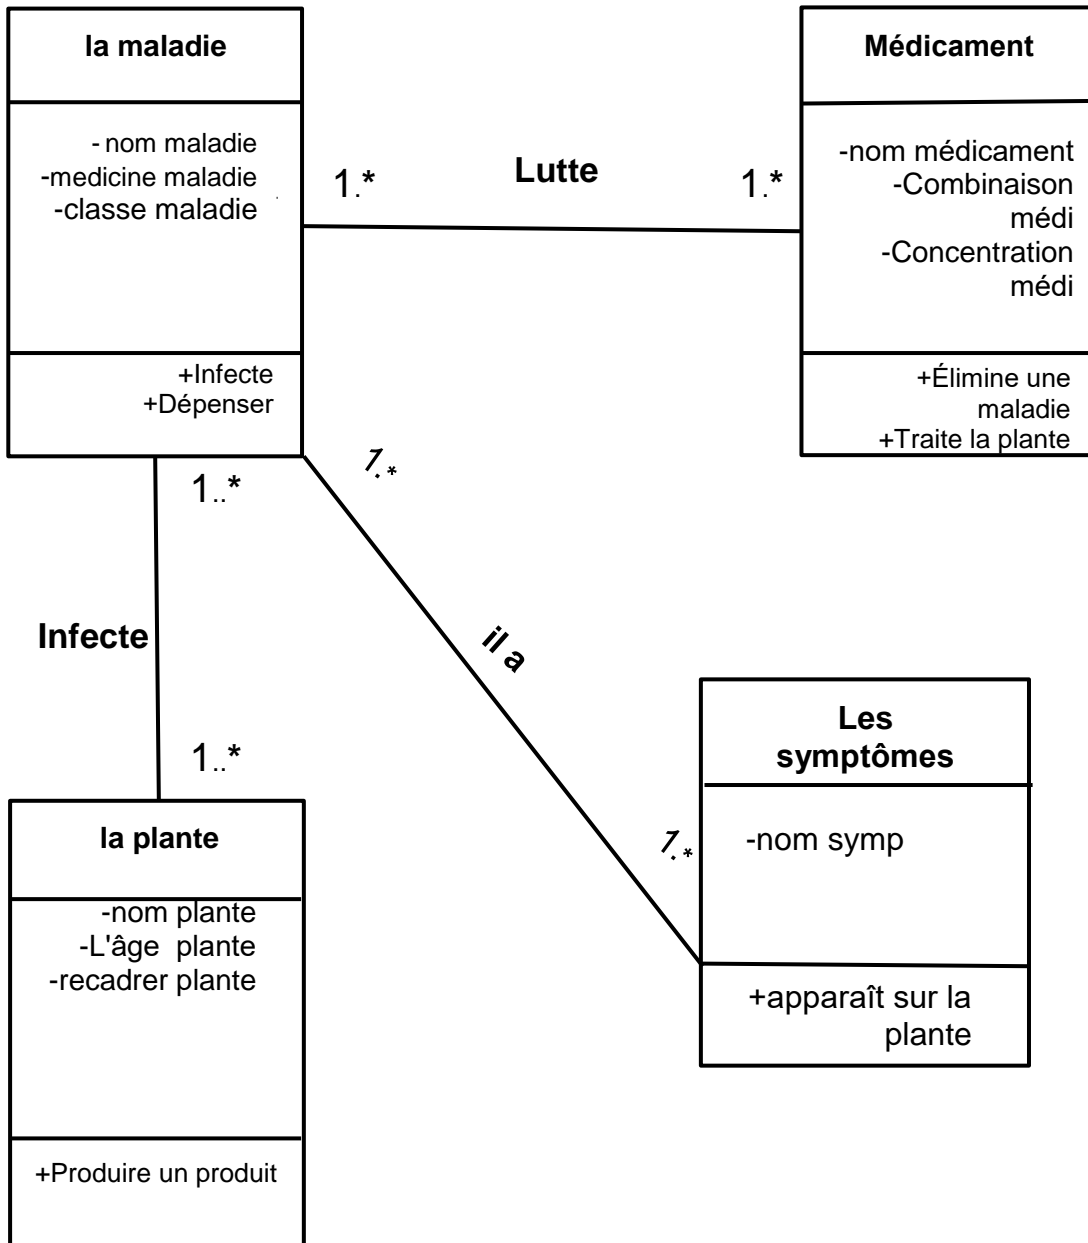 la maladie
- nom maladie
-medicine maladie
-classe maladie
+Infecte
+Dépenser
1.*
Lutte
1.*
Médicament
-nom médicament
-Combinaison
médi
-Concentration
médi
+Élimine une
maladie
+Traite la plante
1..*
Infecte
1..*
1.*
il a
1.*
la plante
-nom plante
-L'âge plante
-recadrer plante
+Produire un produit
Les
symptômes
-nom symp
+apparaît sur la
plante